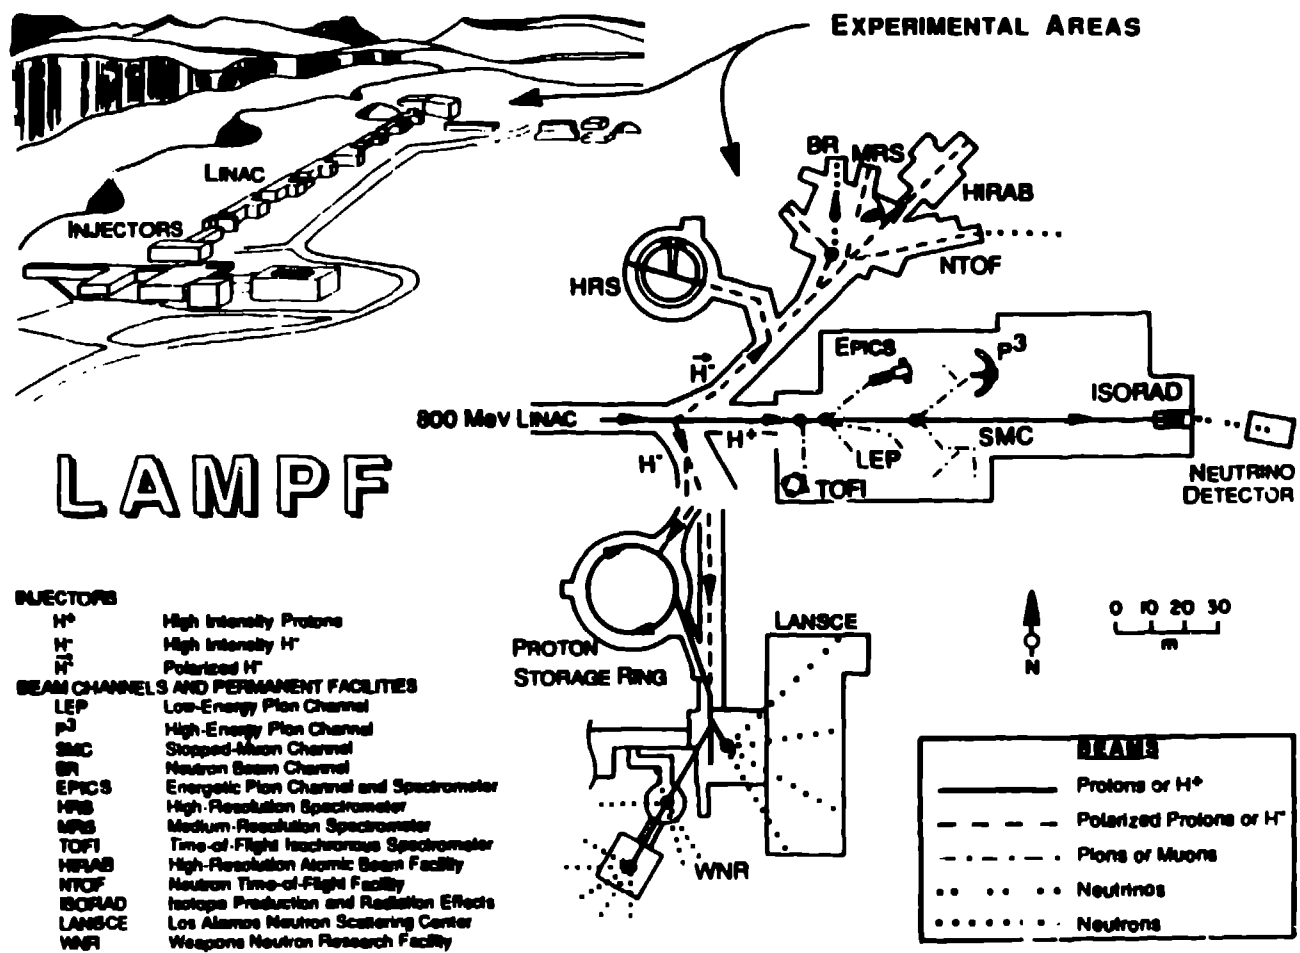 EXPERIMENTAL AREAS
LINAC
INJECTORS
BR
MRS
HIRAB
NTOF
HRS
H⃗⁻
EPICS
P³
ISORAD
800 MeV LINAC
H⁺
SMC
H⁻
LEP
TOFI
NEUTRINO
DETECTOR
LAMPF
PROTON
STORAGE RING
LANSCE
0 10 20 30
m
N
WNR
INJECTORS
H⁺ High Intensity Protons
H⁻ High Intensity H⁻
H⃗⁻ Polarized H⁻
BEAM CHANNELS AND PERMANENT FACILITIES
LEP Low-Energy Pion Channel
P³ High-Energy Pion Channel
SMC Stopped-Muon Channel
BR Neutron Beam Channel
EPICS Energetic Pion Channel and Spectrometer
HRS High-Resolution Spectrometer
MRS Medium-Resolution Spectrometer
TOFI Time-of-Flight Isochronous Spectrometer
HIRAB High-Resolution Atomic Beam Facility
NTOF Neutron Time-of-Flight Facility
ISORAD Isotope Production and Radiation Effects
LANSCE Los Alamos Neutron Scattering Center
WNR Weapons Neutron Research Facility
BEAMS
Protons or H⁺
Polarized Protons or H⁻
Pions or Muons
Neutrinos
Neutrons